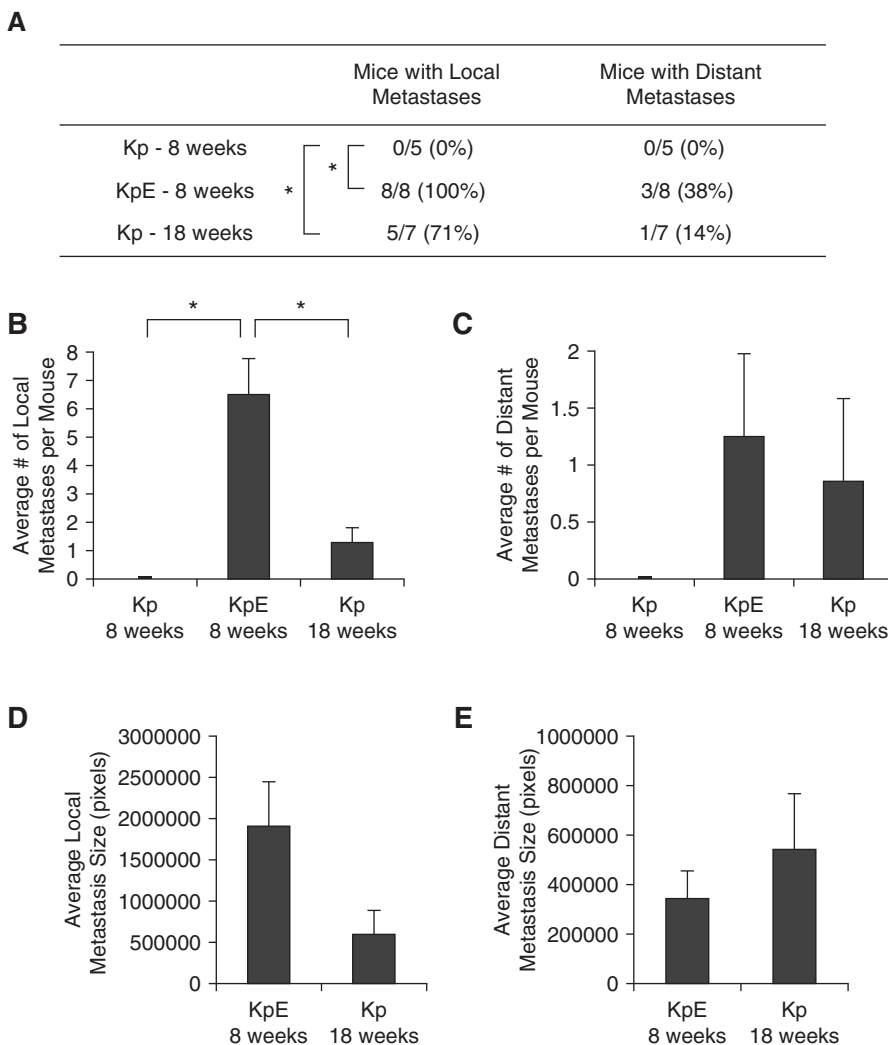 A
Mice with Local Metastases
Mice with Distant Metastases
Kp - 8 weeks 0/5 (0%) 0/5 (0%)
KpE - 8 weeks 8/8 (100%) 3/8 (38%)
Kp - 18 weeks 5/7 (71%) 1/7 (14%)
*
*
B
*
*
Average # of Local
Metastases per Mouse
8
7
6
5
4
3
2
1
0
Kp
8 weeks
KpE
8 weeks
Kp
18 weeks
C
Average # of Distant
Metastases per Mouse
2
1.5
1
0.5
0
Kp
8 weeks
KpE
8 weeks
Kp
18 weeks
D
Average Local
Metastasis Size (pixels)
3000000
2500000
2000000
1500000
1000000
500000
0
KpE
8 weeks
Kp
18 weeks
E
Average Distant
Metastasis Size (pixels)
1000000
800000
600000
400000
200000
0
KpE
8 weeks
Kp
18 weeks